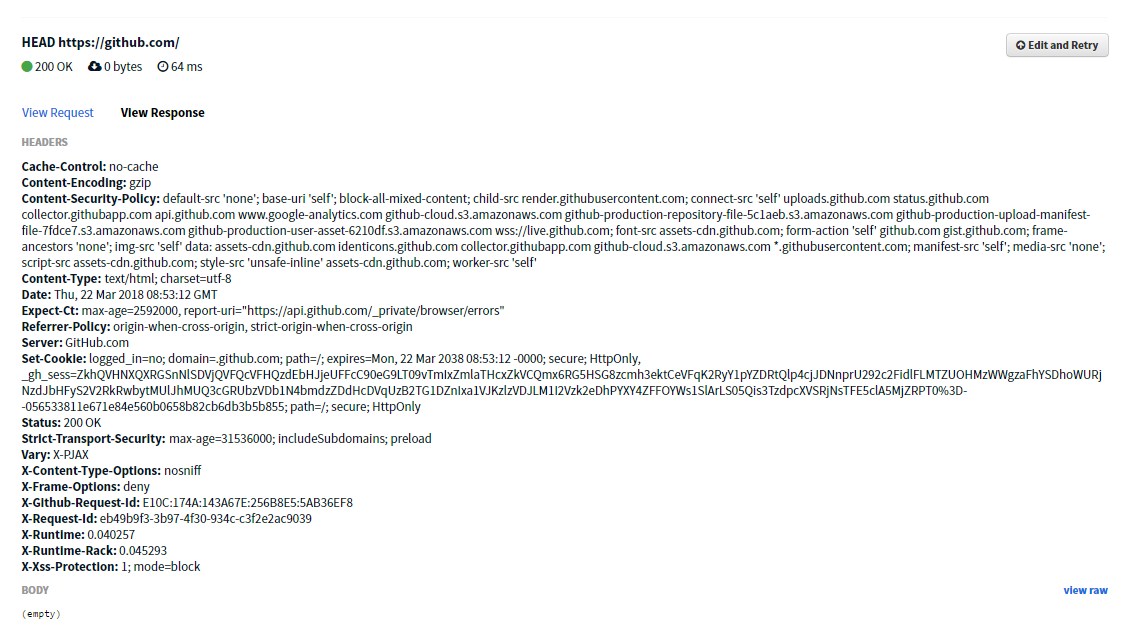 HEAD https://github.com/
Edit and Retry
200 OK 0 bytes 64 ms
View Request View Response
HEADERS
Cache-Control: no-cache
Content-Encoding: gzip
Content-Security-Policy: default-src 'none'; base-uri 'self'; block-all-mixed-content; child-src render.githubusercontent.com; connect-src 'self' uploads.github.com status.github.com
collector.githubapp.com api.github.com www.google-analytics.com github-cloud.s3.amazonaws.com github-production-repository-file-5c1aeb.s3.amazonaws.com github-production-upload-manifest-
file-7fdce7.s3.amazonaws.com github-production-user-asset-6210df.s3.amazonaws.com wss://live.github.com; font-src assets-cdn.github.com; form-action 'self' github.com gist.github.com; frame-
ancestors 'none'; img-src 'self' data: assets-cdn.github.com identicons.github.com collector.githubapp.com github-cloud.s3.amazonaws.com *.githubusercontent.com; manifest-src 'self'; media-src 'none';
script-src assets-cdn.github.com; style-src 'unsafe-inline' assets-cdn.github.com; worker-src 'self'
Content-Type: text/html; charset=utf-8
Date: Thu, 22 Mar 2018 08:53:12 GMT
Expect-Ct: max-age=2592000, report-uri="https://api.github.com/_private/browser/errors"
Referrer-Policy: origin-when-cross-origin, strict-origin-when-cross-origin
Server: GitHub.com
Set-Cookie: logged_in=no; domain=.github.com; path=/; expires=Mon, 22 Mar 2038 08:53:12 -0000; secure; HttpOnly,
-056533811e671e84e560b0658b82cb6db3b5b855; path=/; secure; HttpOnly
Status: 200 OK
Strict-Transport-Security: max-age=31536000; includeSubdomains; preload
Vary: X-PJAX
X-Content-Type-Options: nosniff
X-Frame-Options: deny
X-Github-Request-Id: E10C:174A:143A67E:256B8E5:5AB36EF8
X-Request-Id: eb49b9f3-3b97-4f30-934c-c3f2e2ac9039
X-Runtime: 0.040257
X-Runtime-Rack: 0.045293
X-Xss-Protection: 1; mode=block
BODY view raw
(empty)